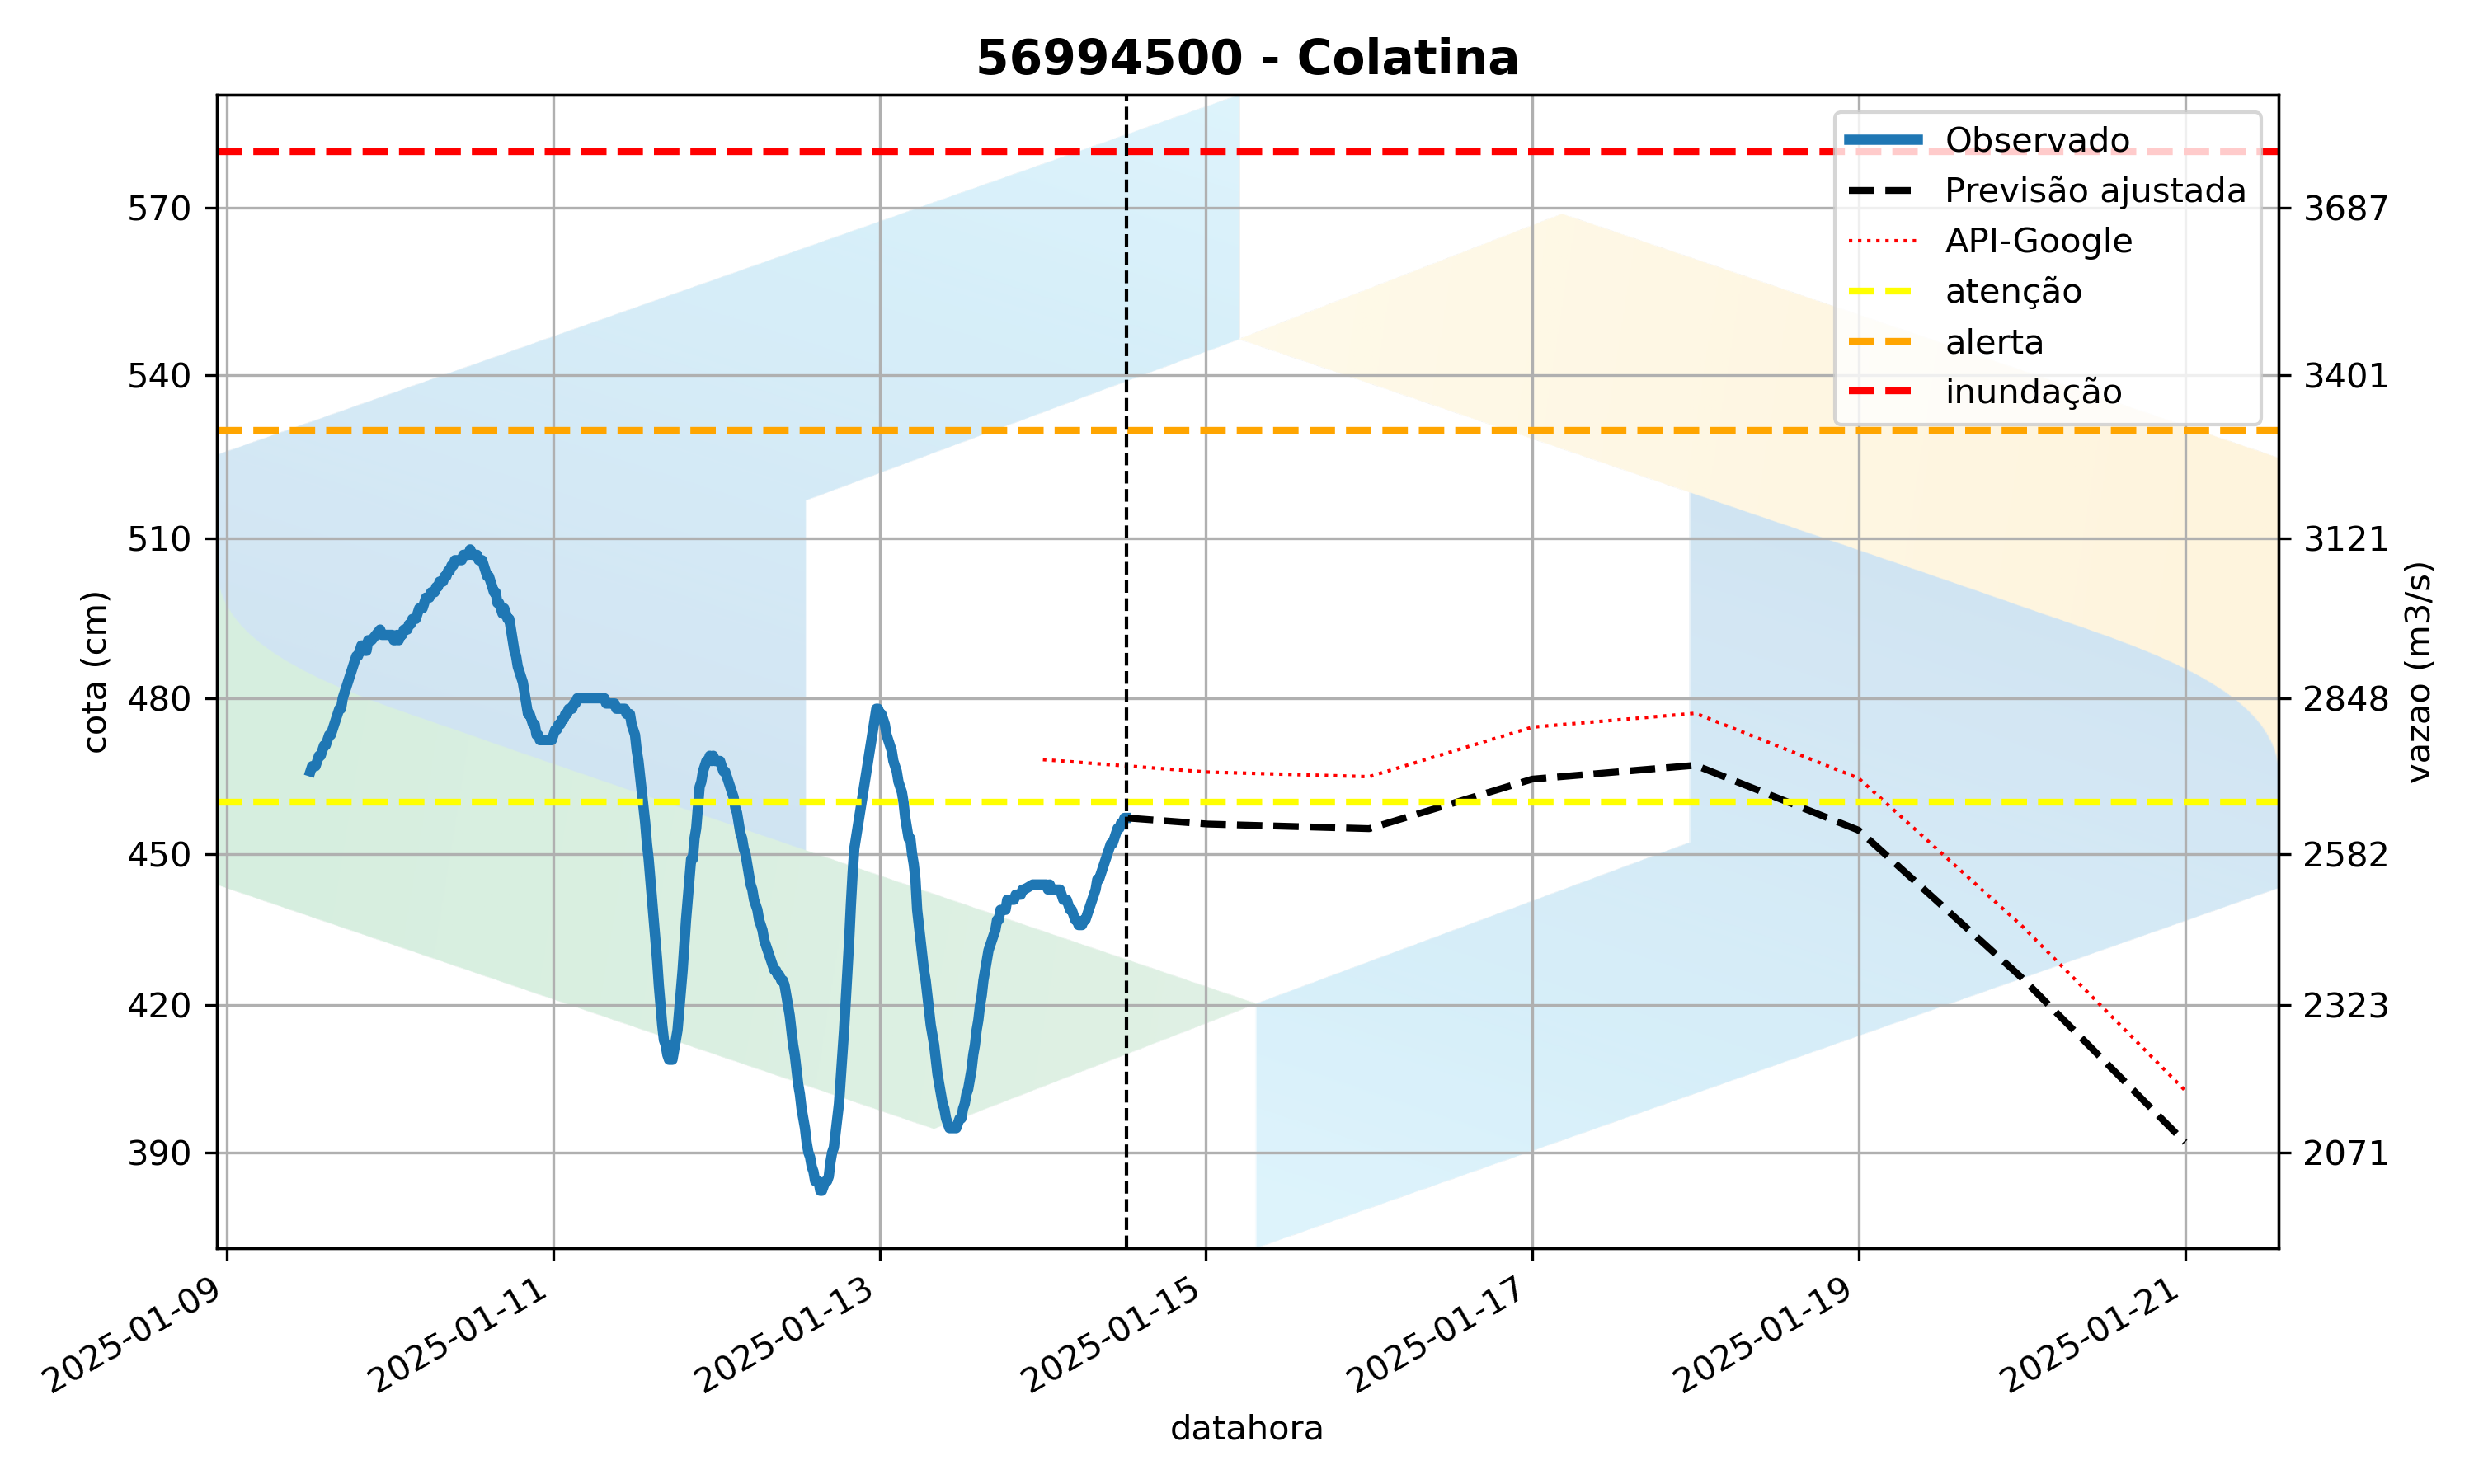 56994500 - Colatina
Observado
Previsão ajustada
API-Google
atenção
alerta
inundação
cota (cm)
570
540
510
480
450
420
390
3687
3401
3121
2848
2582
2323
2071
vazao (m3/s)
2025-01-09
2025-01-11
2025-01-13
2025-01-15
2025-01-17
2025-01-19
2025-01-21
datahora